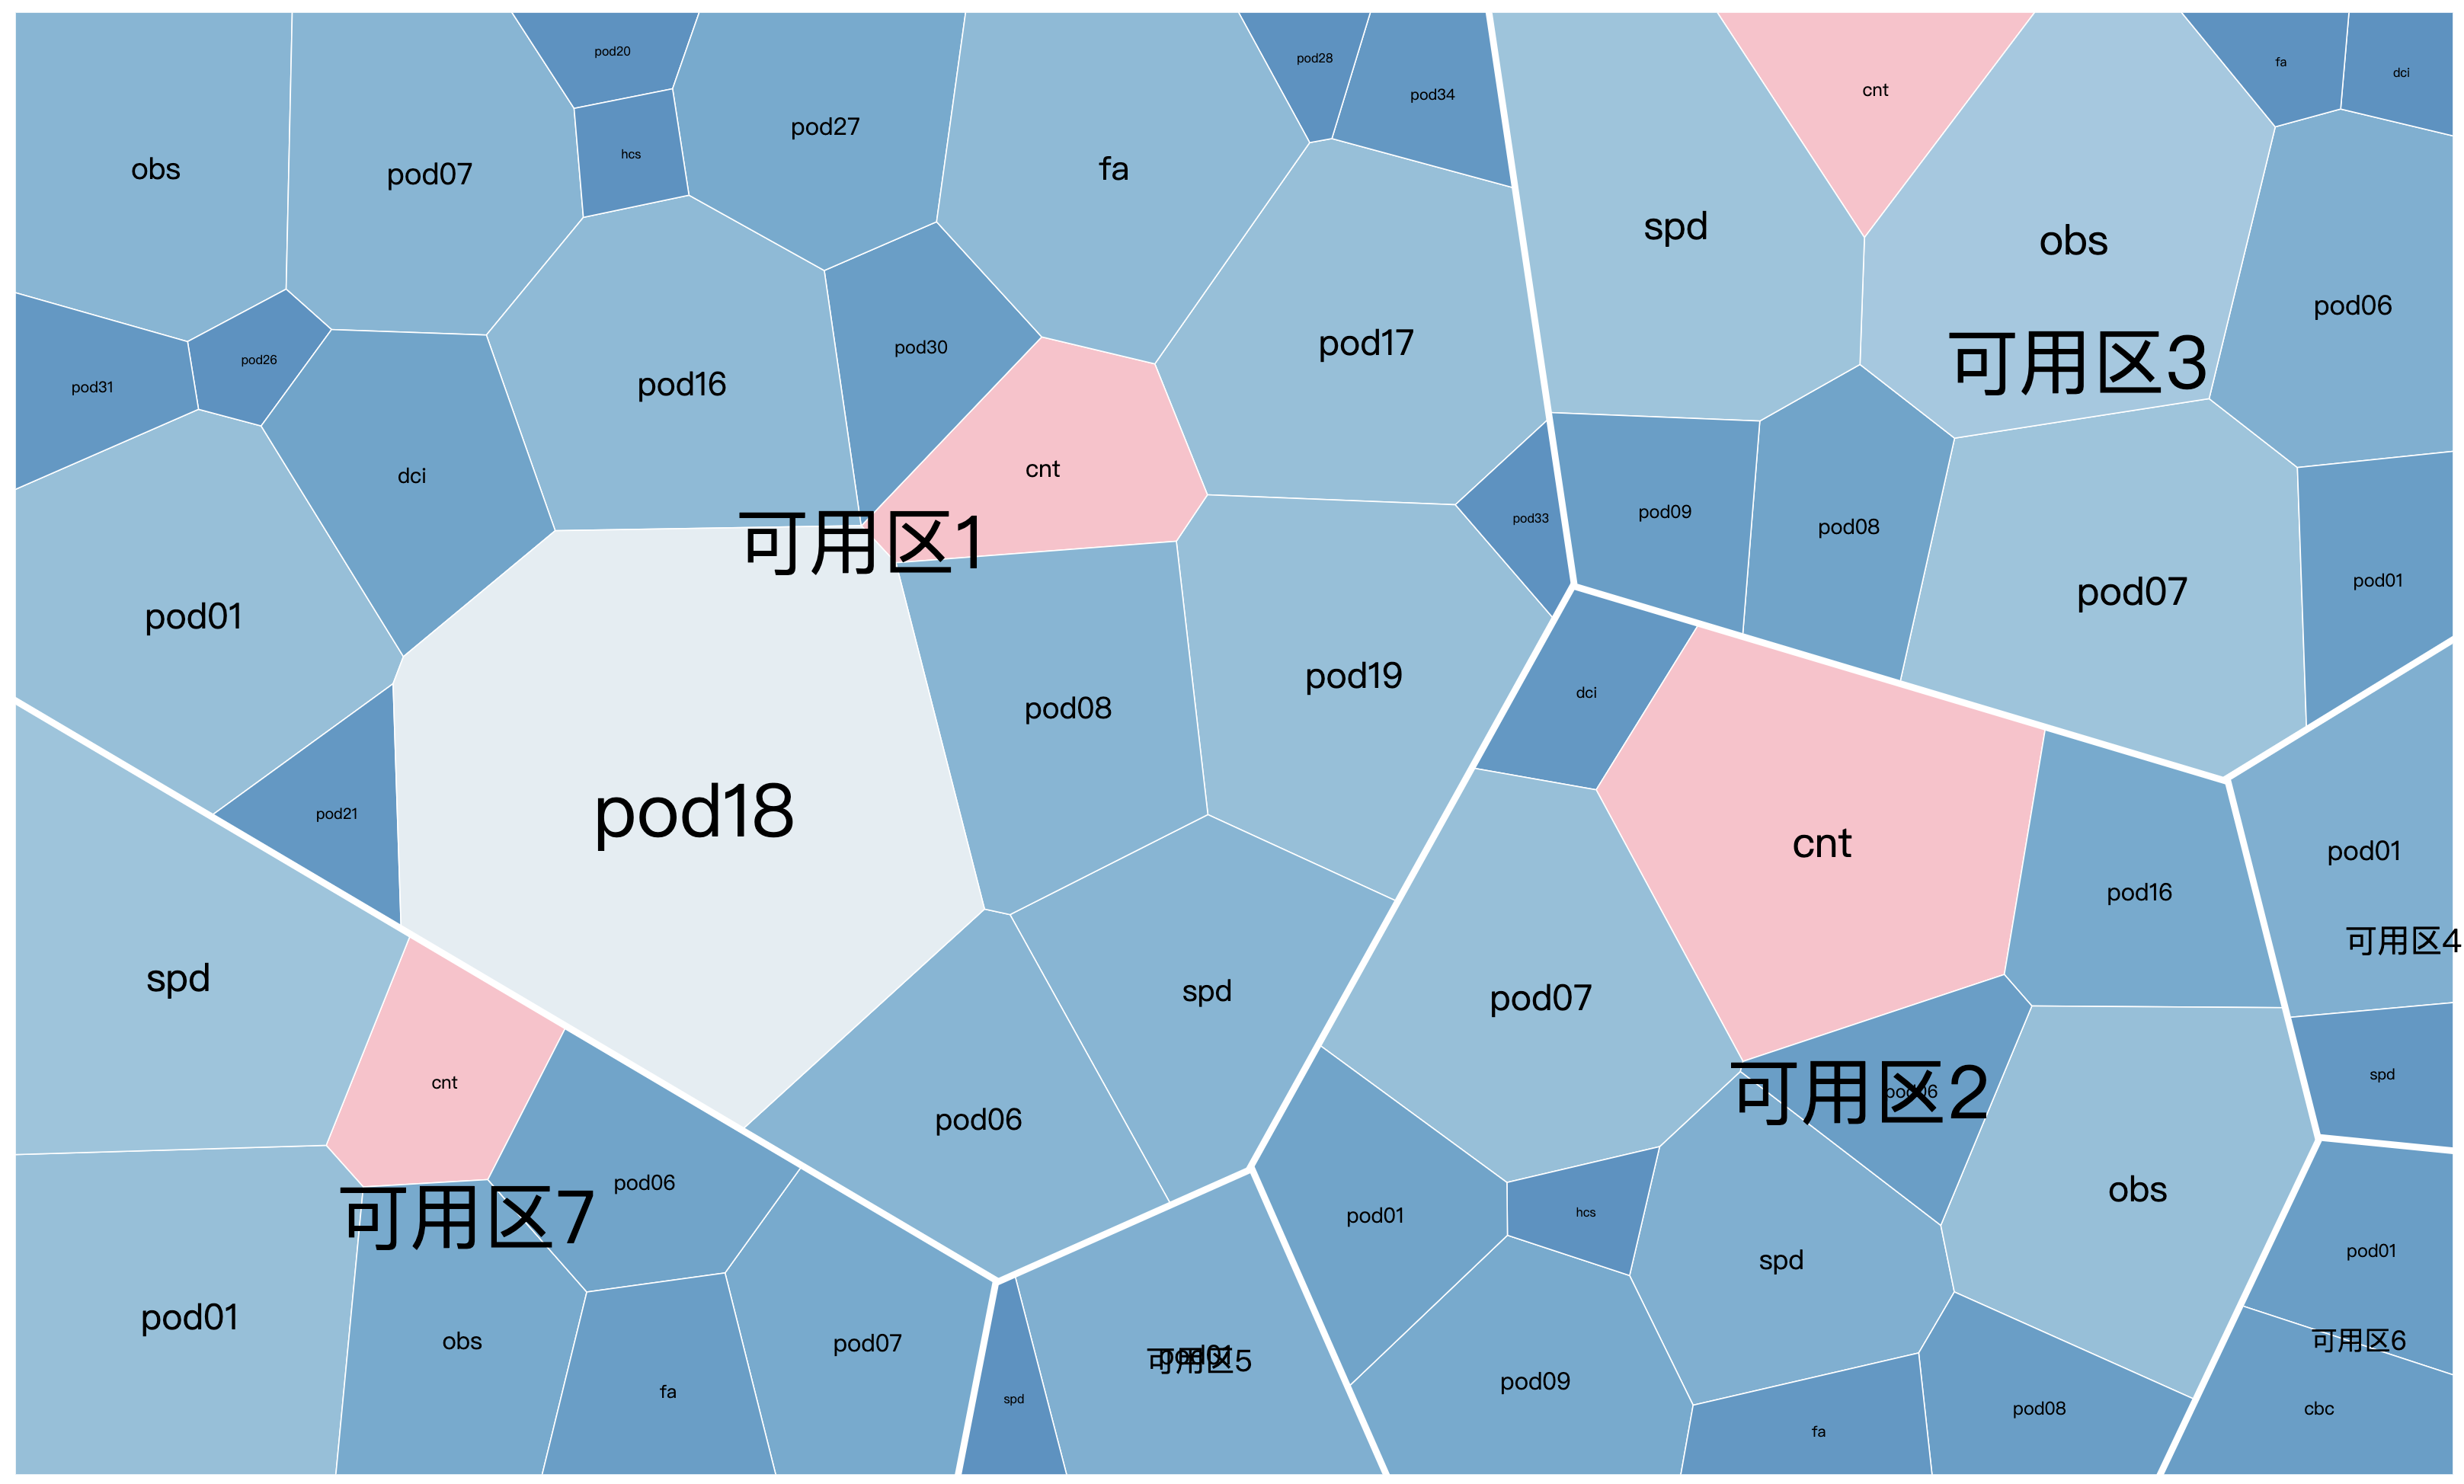 pod20
pod28
fa
dci
cnt
pod34
hcs
pod27
obs
pod07
fa
spd
obs
pod06
pod30
pod17
可用区3
pod26
pod31
pod16
cnt
dci
pod09
pod33
pod08
可用区1
pod01
pod07
pod01
pod19
dci
pod08
pod18
pod21
cnt
pod01
pod16
可用区4
spd
spd
pod07
cnt
spd
可用区2
pod06
pod06
pod06
obs
可用区7
pod01
hcs
pod01
spd
pod01
obs
pod07
可用区5
pod01
可用区6
fa
spd
pod09
pod08
cbc
fa